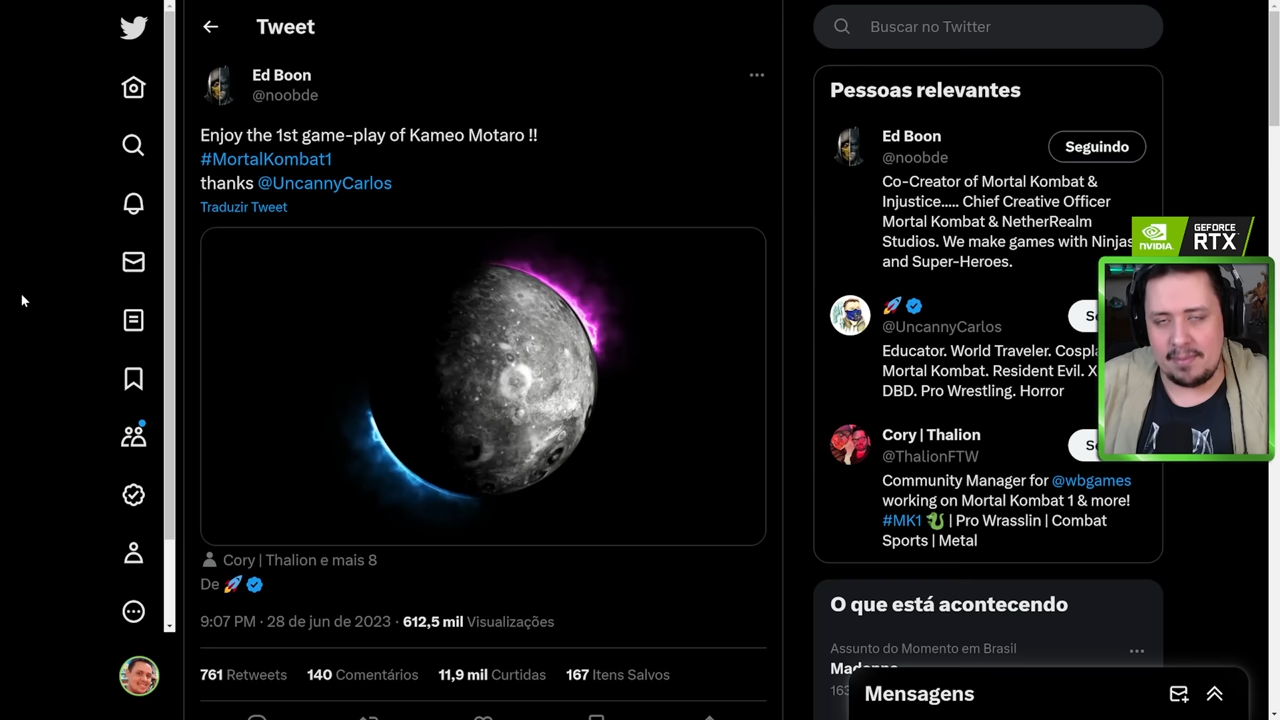 Tweet
Ed Boon
@noobde
Enjoy the 1st game-play of Kameo Motaro !!
#MortalKombat1
thanks @UncannyCarlos
Traduzir Tweet
Cory | Thalion e mais 8
De 🚀
9:07 PM · 28 de jun de 2023 · 612,5 mil Visualizações
761 Retweets 140 Comentários 11,9 mil Curtidas 167 Itens Salvos
Buscar no Twitter
Pessoas relevantes
Ed Boon
@noobde
Seguindo
Co-Creator of Mortal Kombat &
Injustice..... Chief Creative Officer
Mortal Kombat & NetherRealm
Studios. We make games with Ninjas
and Super-Heroes.
NVIDIA
GEFORCE
RTX
🚀
@UncannyCarlos
Educator. World Traveler. Cospl
Mortal Kombat. Resident Evil. X
DBD. Pro Wrestling. Horror
Cory | Thalion
@ThalionFTW
Community Manager for @wbgames
working on Mortal Kombat 1 & more!
#MK1 🐉 | Pro Wrasslin | Combat
Sports | Metal
O que está acontecendo
Assunto do Momento em Brasil
Madonna
163
Mensagens